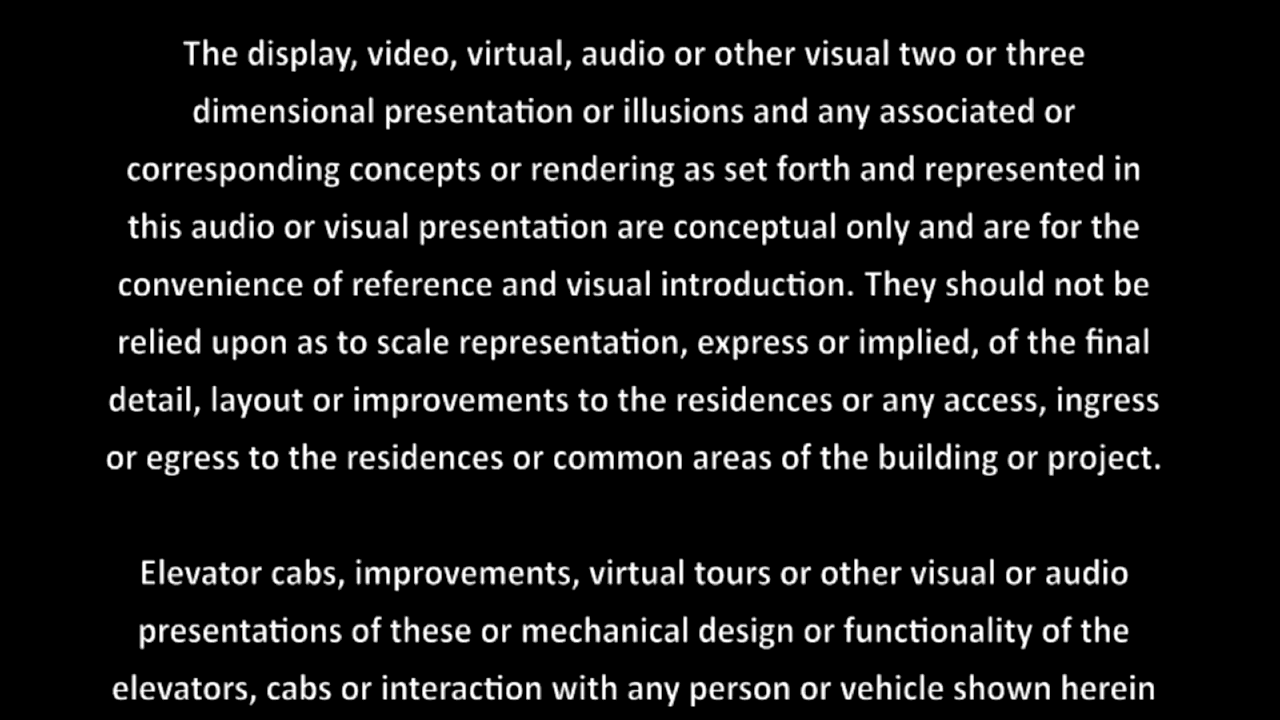 The display, video, virtual, audio or other visual two or three
dimensional presentation or illusions and any associated or
corresponding concepts or rendering as set forth and represented in
this audio or visual presentation are conceptual only and are for the
convenience of reference and visual introduction. They should not be
relied upon as to scale representation, express or implied, of the final
detail, layout or improvements to the residences or any access, ingress
or egress to the residences or common areas of the building or project.
Elevator cabs, improvements, virtual tours or other visual or audio
presentations of these or mechanical design or functionality of the
elevators, cabs or interaction with any person or vehicle shown herein